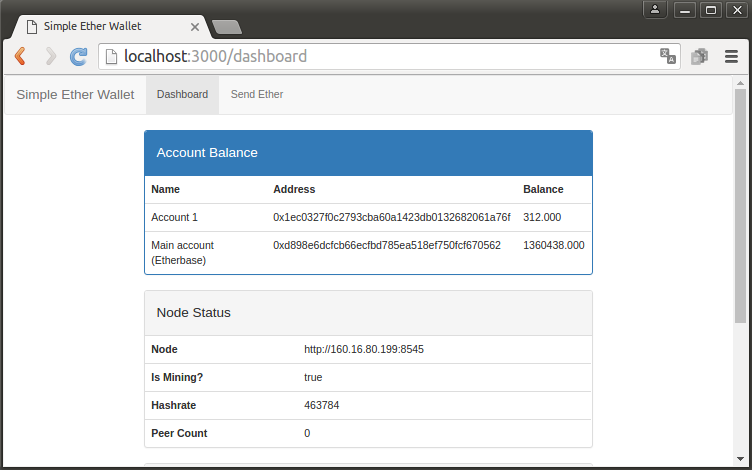 Simple Ether Wallet
localhost:3000/dashboard
Simple Ether Wallet Dashboard Send Ether
Account Balance
Name Address Balance
Account 1 0x1ec0327f0c2793cba60a1423db0132682061a76f 312.000
Main account 0xd898e6dcfcb66ecfbd785ea518ef750fcf670562 1360438.000
(Etherbase)
Node Status
Node http://160.16.80.199:8545
Is Mining? true
Hashrate 463784
Peer Count 0